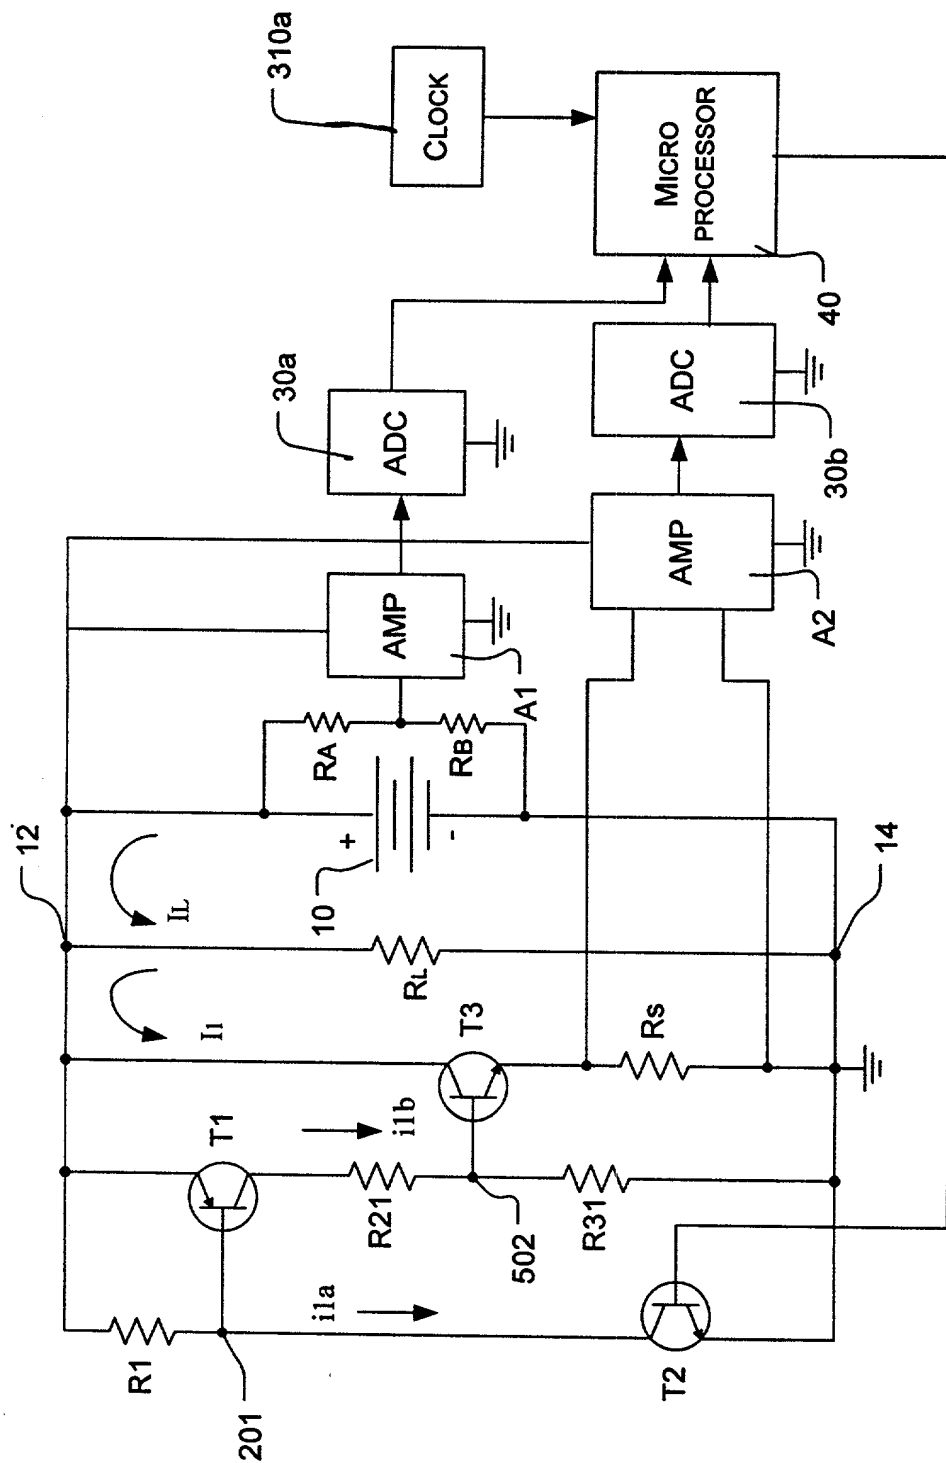 310a
CLOCK
MICRO
PROCESSOR
40
30a
ADC
ADC
30b
AMP
A1
AMP
A2
RA
RB
12
+
-
10
IL
RL
14
I1
T3
RS
T1
i1b
R21
502
R31
R1
201
i1a
T2